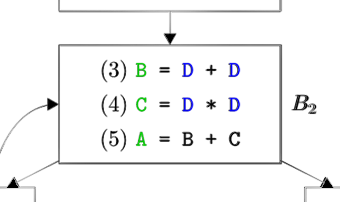 (3) B = D + D
(4) C = D * D
B₂
(5) A = B + C